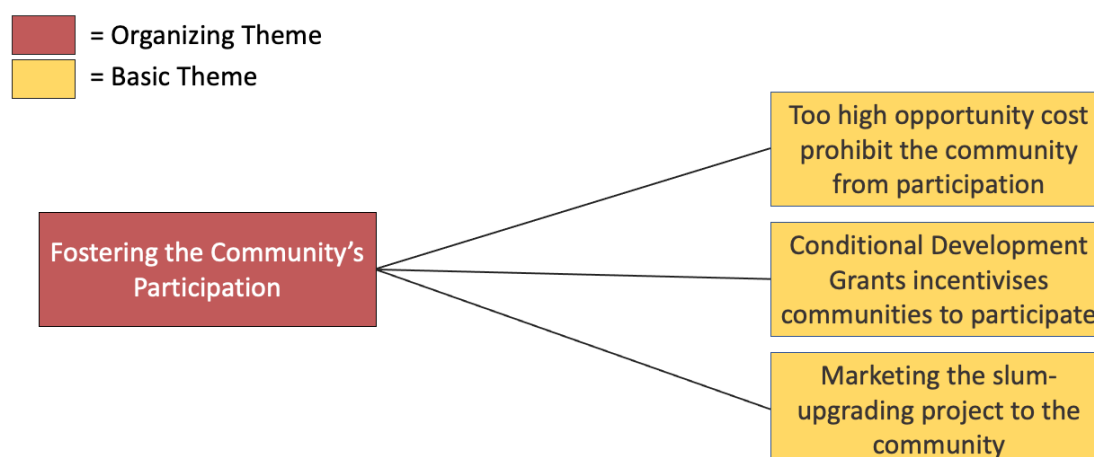 = Organizing Theme
= Basic Theme
Too high opportunity cost
prohibit the community
from participation
Fostering the Community’s
Participation
Conditional Development
Grants incentivises
communities to participate
Marketing the slum-
upgrading project to the
community